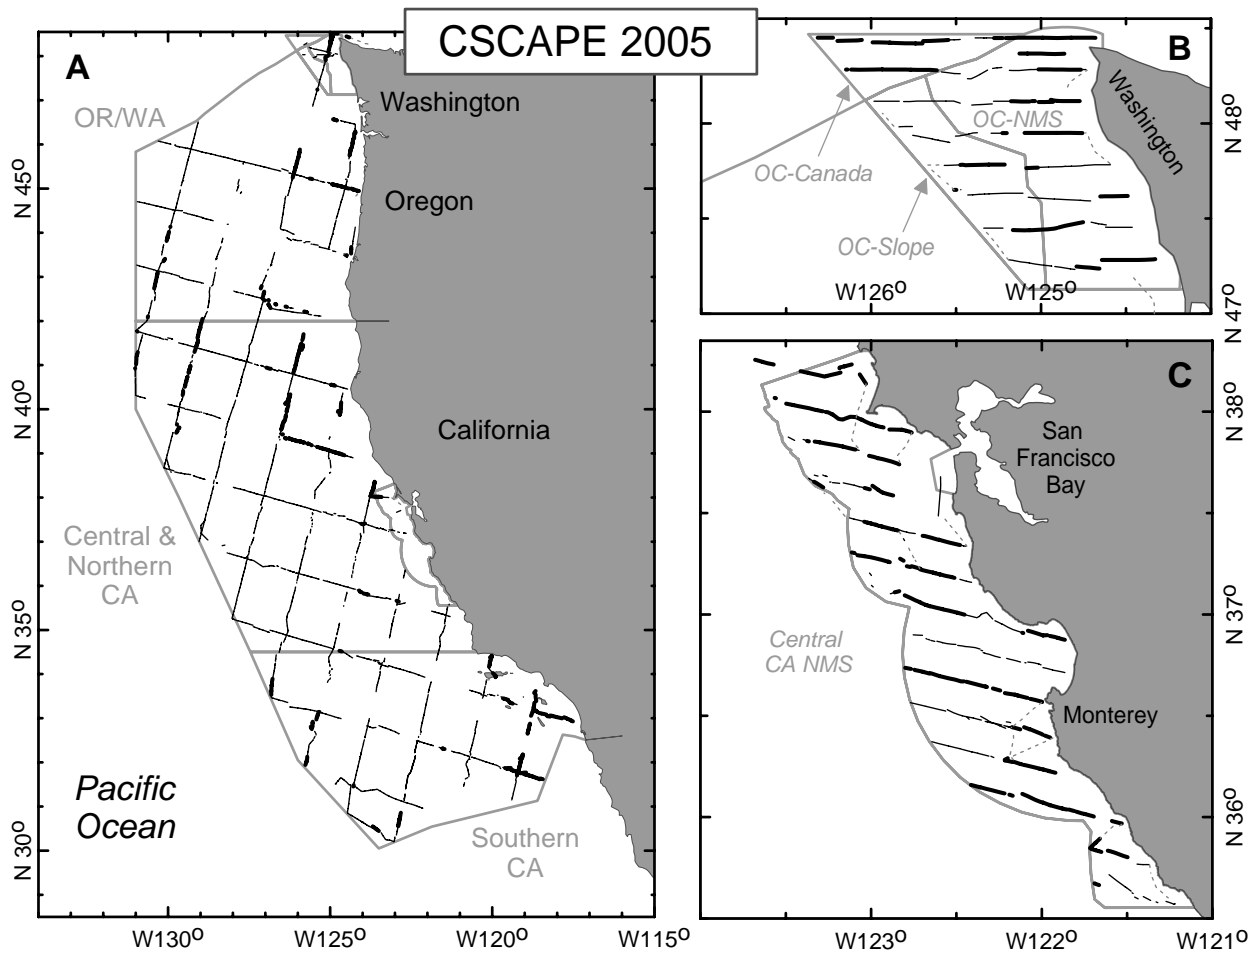 CSCAPE 2005
A
OR/WA
Washington
Oregon
California
Central &
Northern
CA
Pacific
Ocean
Southern
CA
N 45°
N 40°
N 35°
N 30°
W130°
W125°
W120°
W115°
B
Washington
OC-NMS
OC-Canada
OC-Slope
W126°
W125°
N 48°
N 47°
C
San
Francisco
Bay
Central
CA NMS
Monterey
N 38°
N 37°
N 36°
W123°
W122°
W121°